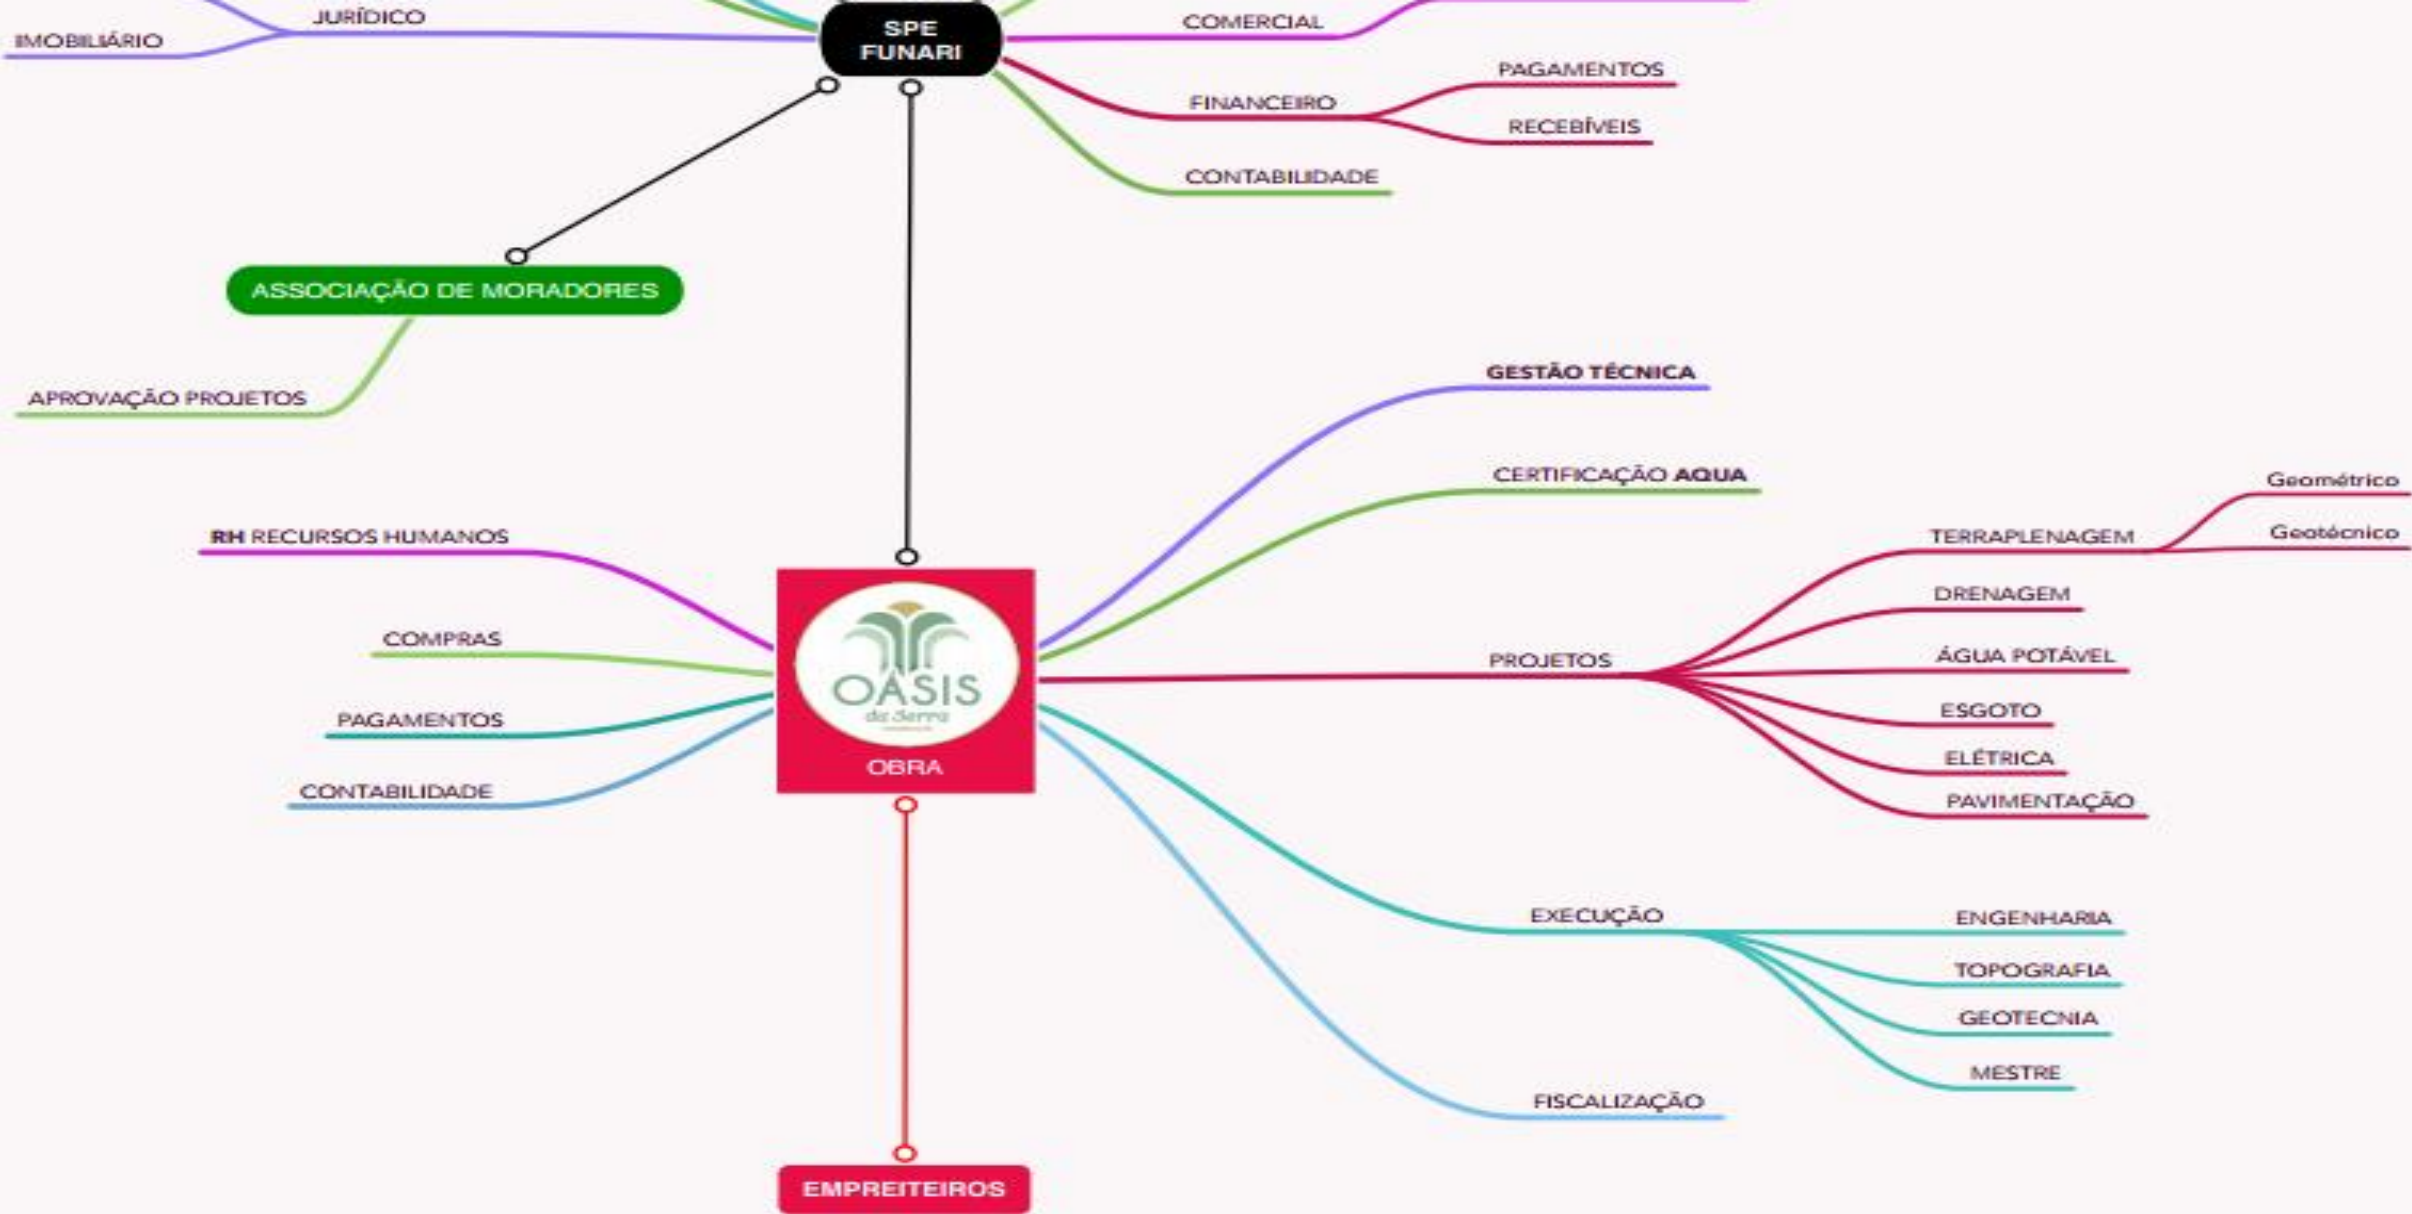 JURÍDICO
IMOBILIÁRIO
SPE
FUNARI
COMERCIAL
FINANCEIRO
PAGAMENTOS
RECEBÍVEIS
CONTABILIDADE
ASSOCIAÇÃO DE MORADORES
APROVAÇÃO PROJETOS
RH RECURSOS HUMANOS
COMPRAS
PAGAMENTOS
CONTABILIDADE
OASIS
da Serra
OBRA
GESTÃO TÉCNICA
CERTIFICAÇÃO AQUA
PROJETOS
TERRAPLENAGEM
Geométrico
Geotécnico
DRENAGEM
ÁGUA POTÁVEL
ESGOTO
ELÉTRICA
PAVIMENTAÇÃO
EXECUÇÃO
ENGENHARIA
TOPOGRAFIA
GEOTECNIA
MESTRE
FISCALIZAÇÃO
EMPREITEIROS